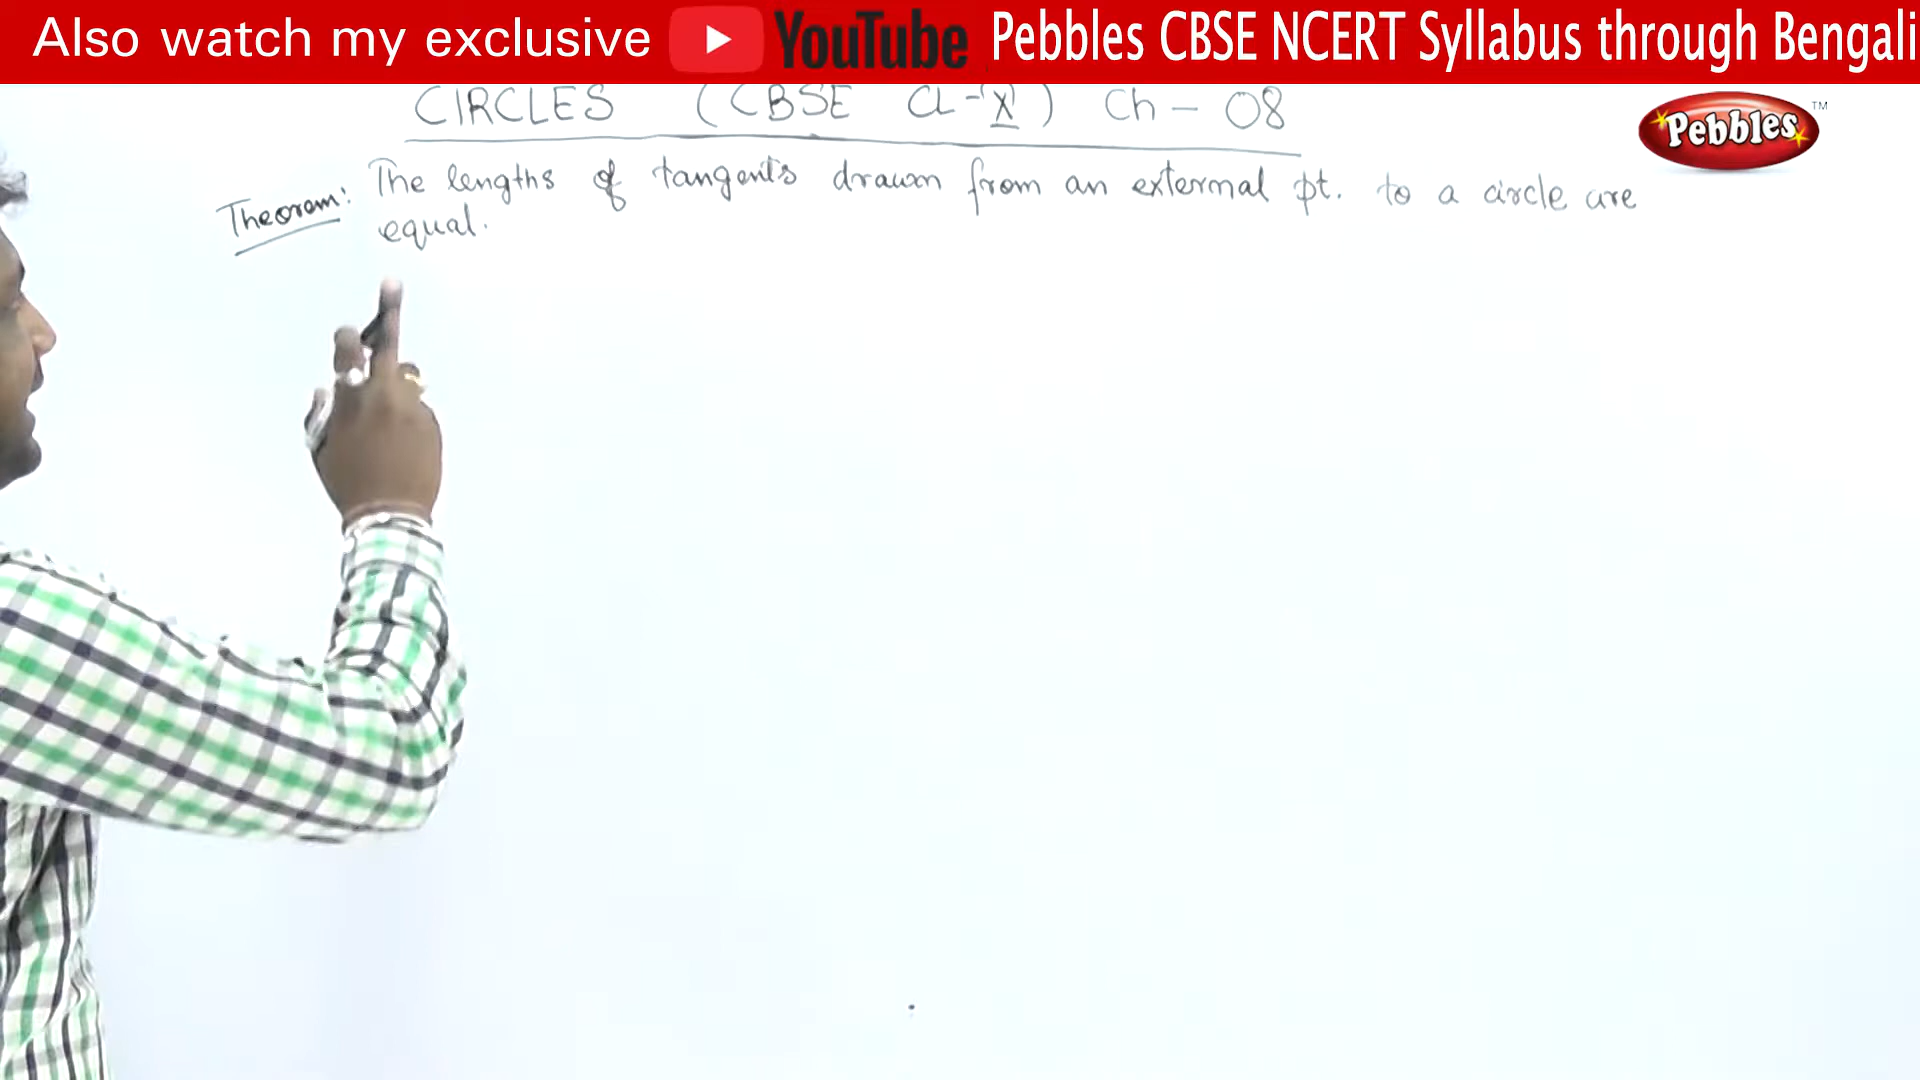 Also watch my exclusive YouTube Pebbles CBSE NCERT Syllabus through Bengali
CIRCLES (CBSE CL-X) Ch - 08
Pebbles TM
Theorem: The lengths of tangents drawn from an external pt. to a circle are
equal.